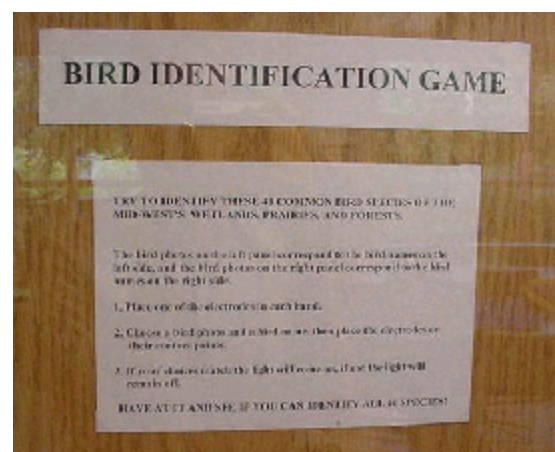 BIRD IDENTIFICATION GAME
TRY TO IDENTIFY THESE 40 COMMON BIRD SPECIES OF THE
MID-WEST'S WETLANDS, PRAIRIES, AND FORESTS.
The bird photos on the left panel correspond to the bird names on the
left side, and the bird photos on the right panel correspond to the bird
names on the right side.
1. Place one of the electrodes in each hand.
2. Choose a bird photo and a bird name, then place the electrodes on
their contact points.
3. If your choices match the light will come on, if not the light will
remain off.
HAVE AT IT AND SEE IF YOU CAN IDENTIFY ALL 40 SPECIES!